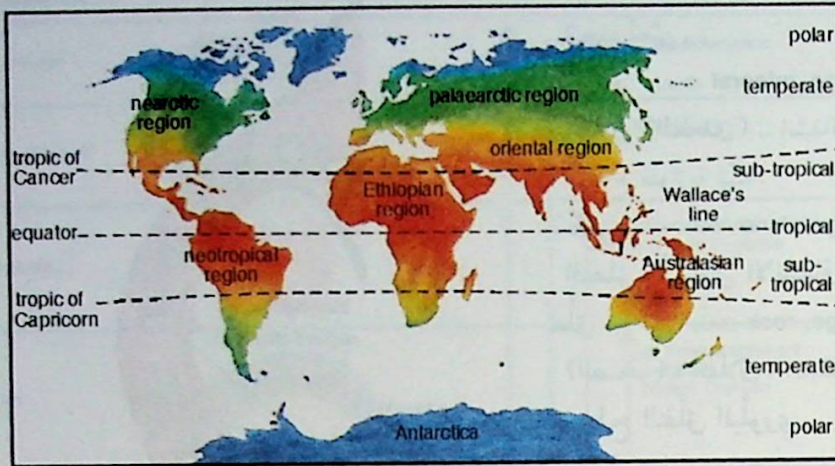 polar
temperate
nearctic
region
palaearctic region
oriental region
tropic of
Cancer
sub-tropical
Ethiopian
region
Wallace's
line
equator
tropical
neotropical
region
Australasian
region
sub-
tropical
tropic of
Capricorn
temperate
Antarctica
polar